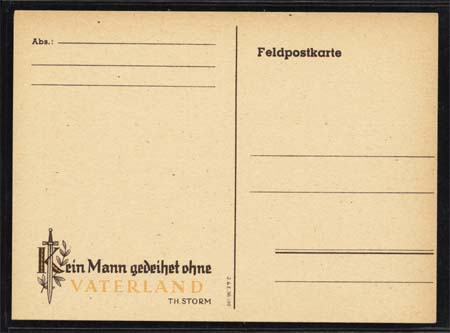 Abs.:
Feldpostkarte
Kein Mann gedeihet ohne
VATERLAND
TH. STORM